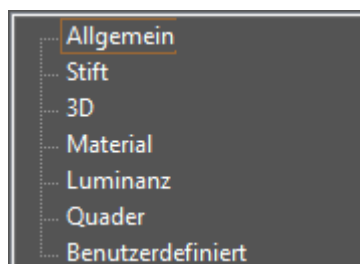 Allgemein
Stift
3D
Material
Luminanz
Quader
Benutzerdefiniert